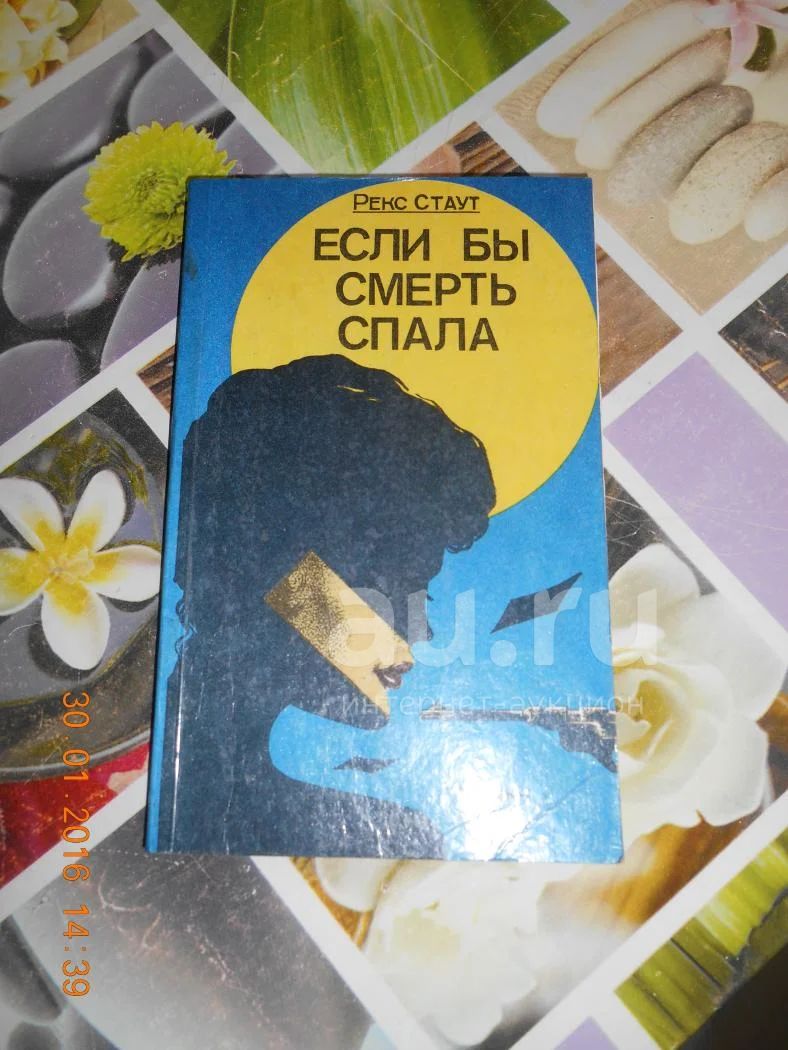 РЕКС СТАУТ
ЕСЛИ БЫ
СМЕРТЬ
СПАЛА
au.ru
интернет-аукцион
30.01.2016 14:39